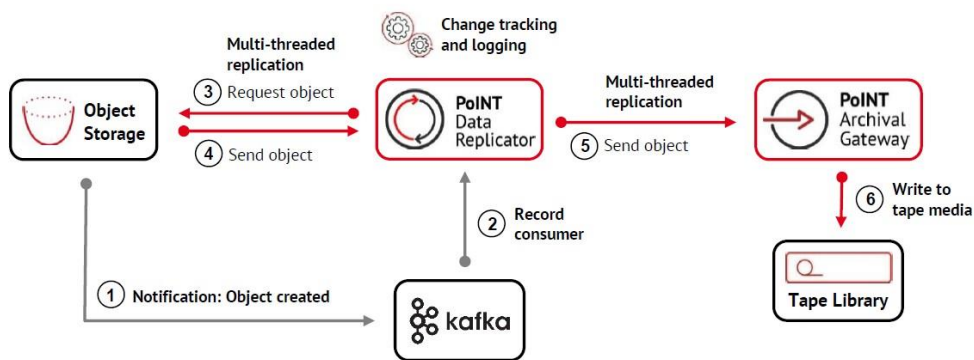 Change tracking
and logging
Multi-threaded
replication
3 Request object
4 Send object
Object
Storage
PoINT
Data
Replicator
Multi-threaded
replication
5 Send object
PoINT
Archival
Gateway
2 Record
consumer
6 Write to
tape media
1 Notification: Object created
kafka
Tape Library